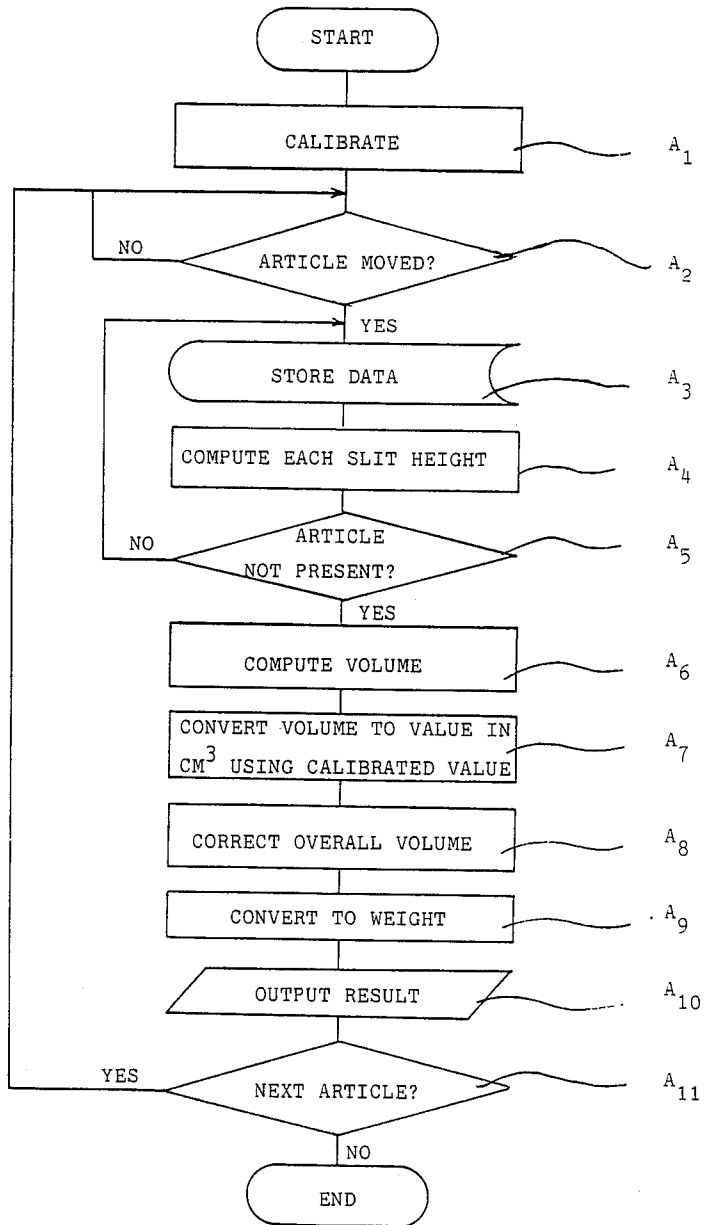 START
CALIBRATE
A1
NO
ARTICLE MOVED?
A2
YES
STORE DATA
A3
COMPUTE EACH SLIT HEIGHT
A4
NO
ARTICLE
NOT PRESENT?
A5
YES
COMPUTE VOLUME
A6
CONVERT VOLUME TO VALUE IN
CM3 USING CALIBRATED VALUE
A7
CORRECT OVERALL VOLUME
A8
CONVERT TO WEIGHT
A9
OUTPUT RESULT
A10
YES
NEXT ARTICLE?
A11
NO
END